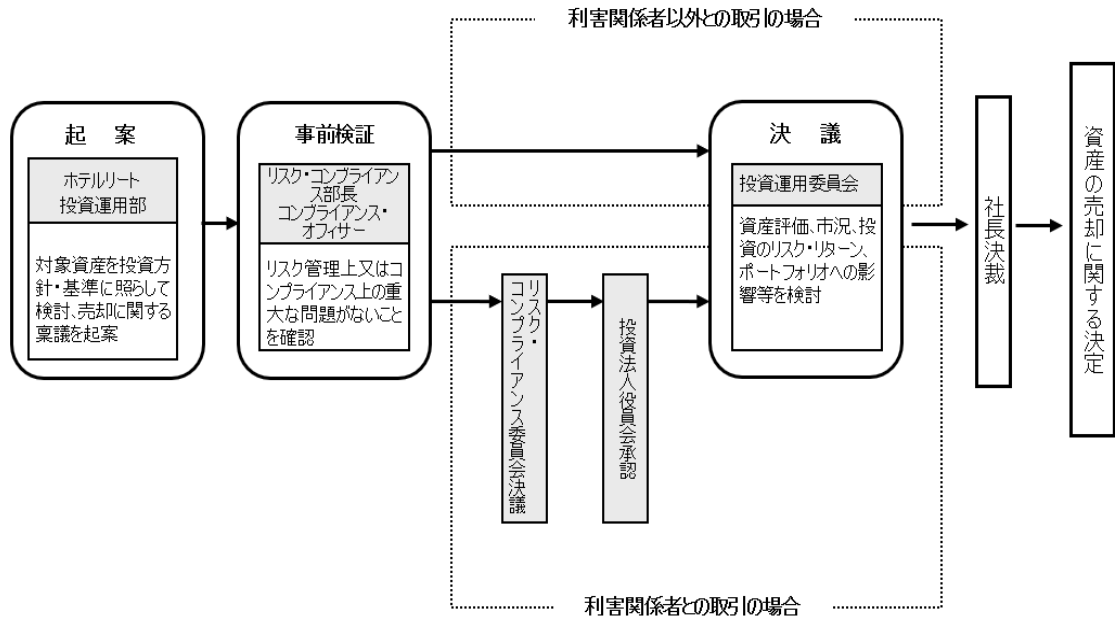 利害関係者以外との取引の場合
起　案
ホテルリート
投資運用部
対象資産を投資方
針・基準に照らして
検討、売却に関する
稟議を起案
事前検証
リスク・コンプライアン
ス部長
コンプライアンス・
オフィサー
リスク管理上又はコ
ンプライアンス上の重
大な問題がないこと
を確認
リスク・
コンプライアンス委員会決議
投資法人役員会承認
決　議
投資運用委員会
資産評価、市況、投
資のリスク・リターン、
ポートフォリオへの影
響等を検討
社長決裁
資産の売却に関する決定
利害関係者との取引の場合